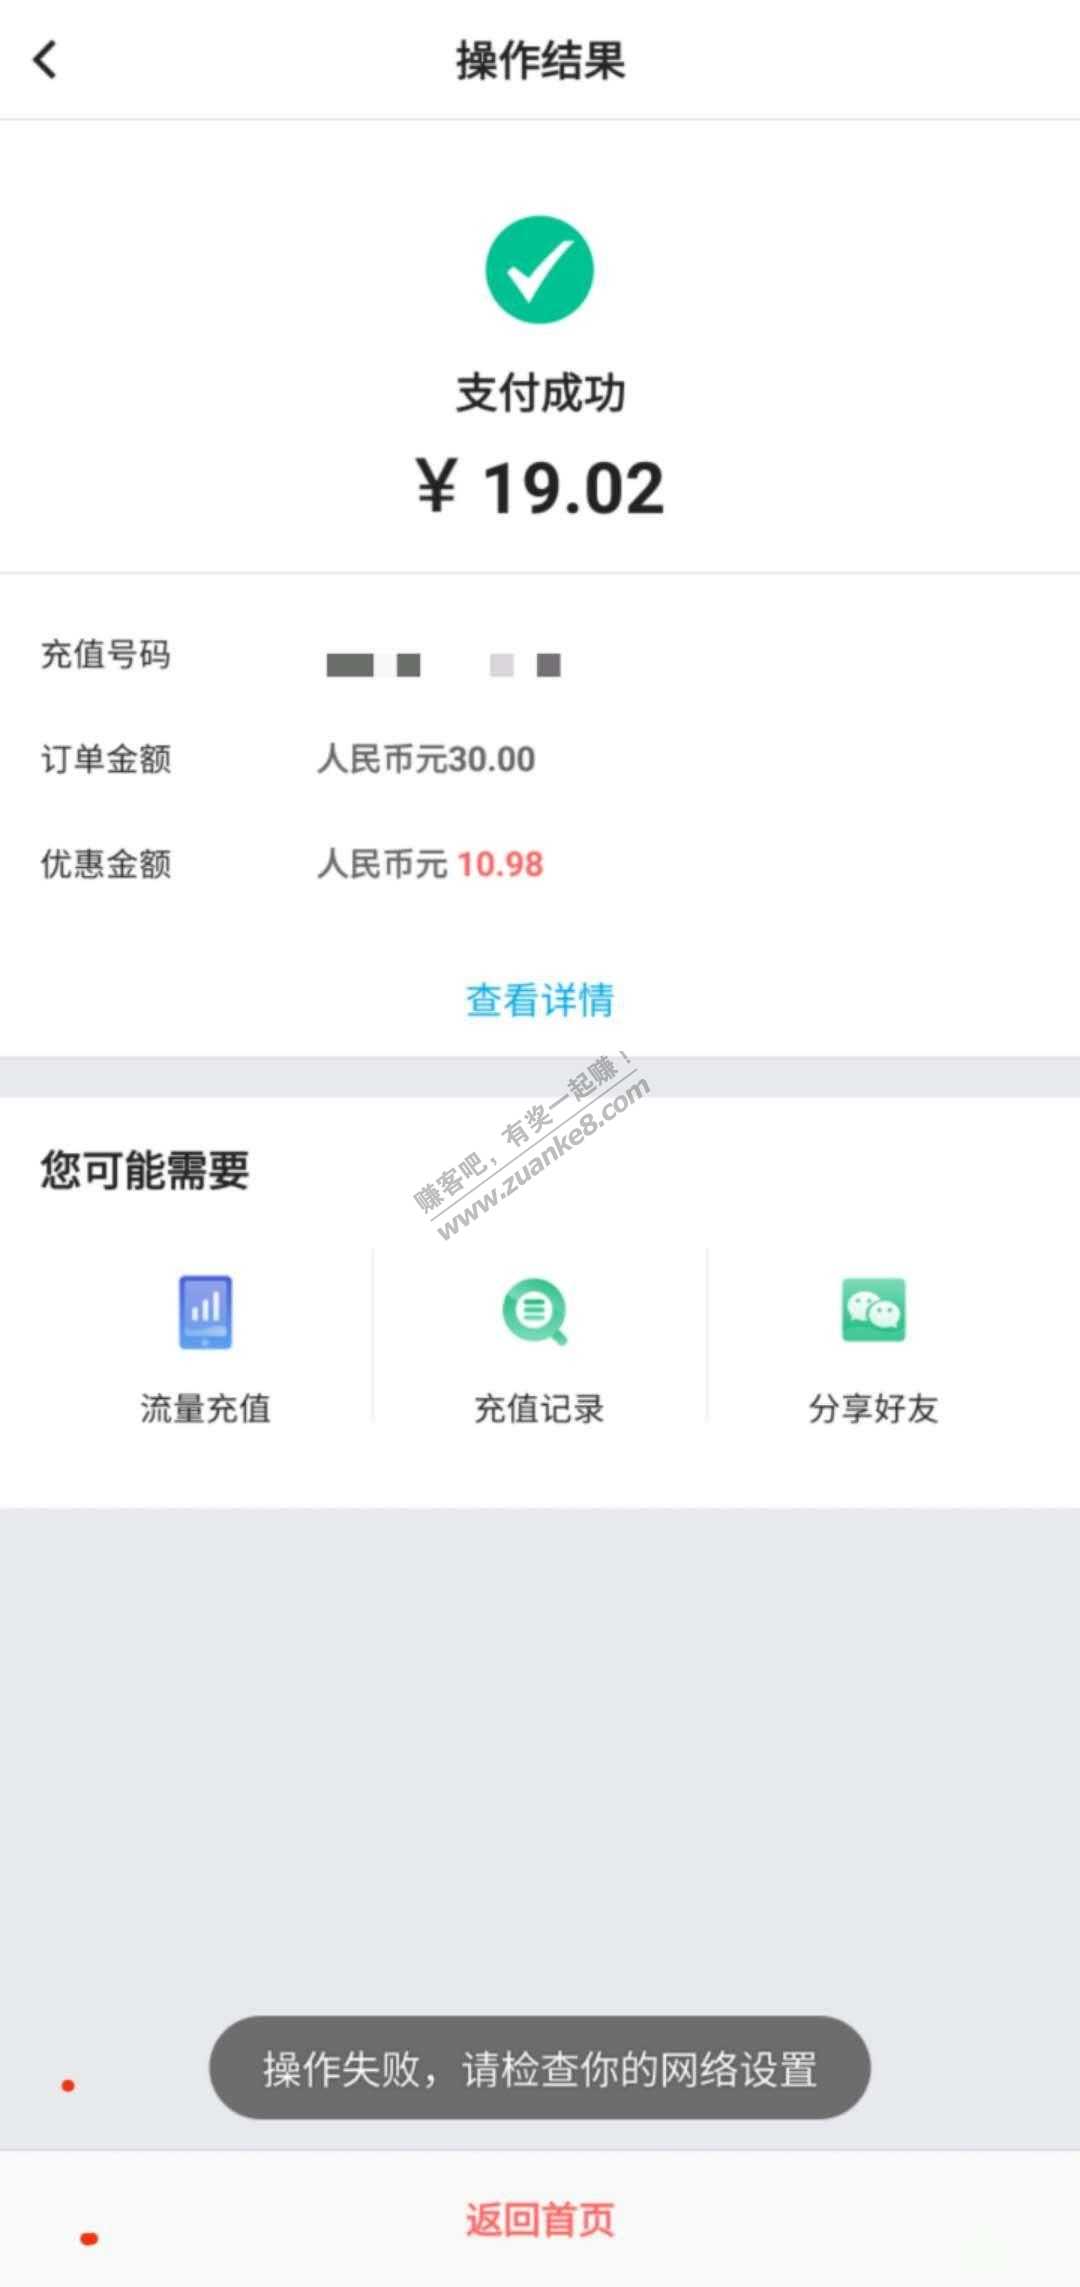 操作结果
支付成功
¥ 19.02
充值号码
订单金额 人民币元30.00
优惠金额 人民币元 10.98
查看详情
赚客吧，有奖一起赚！
www.zuanke8.com
您可能需要
流量充值 充值记录 分享好友
操作失败，请检查你的网络设置
返回首页